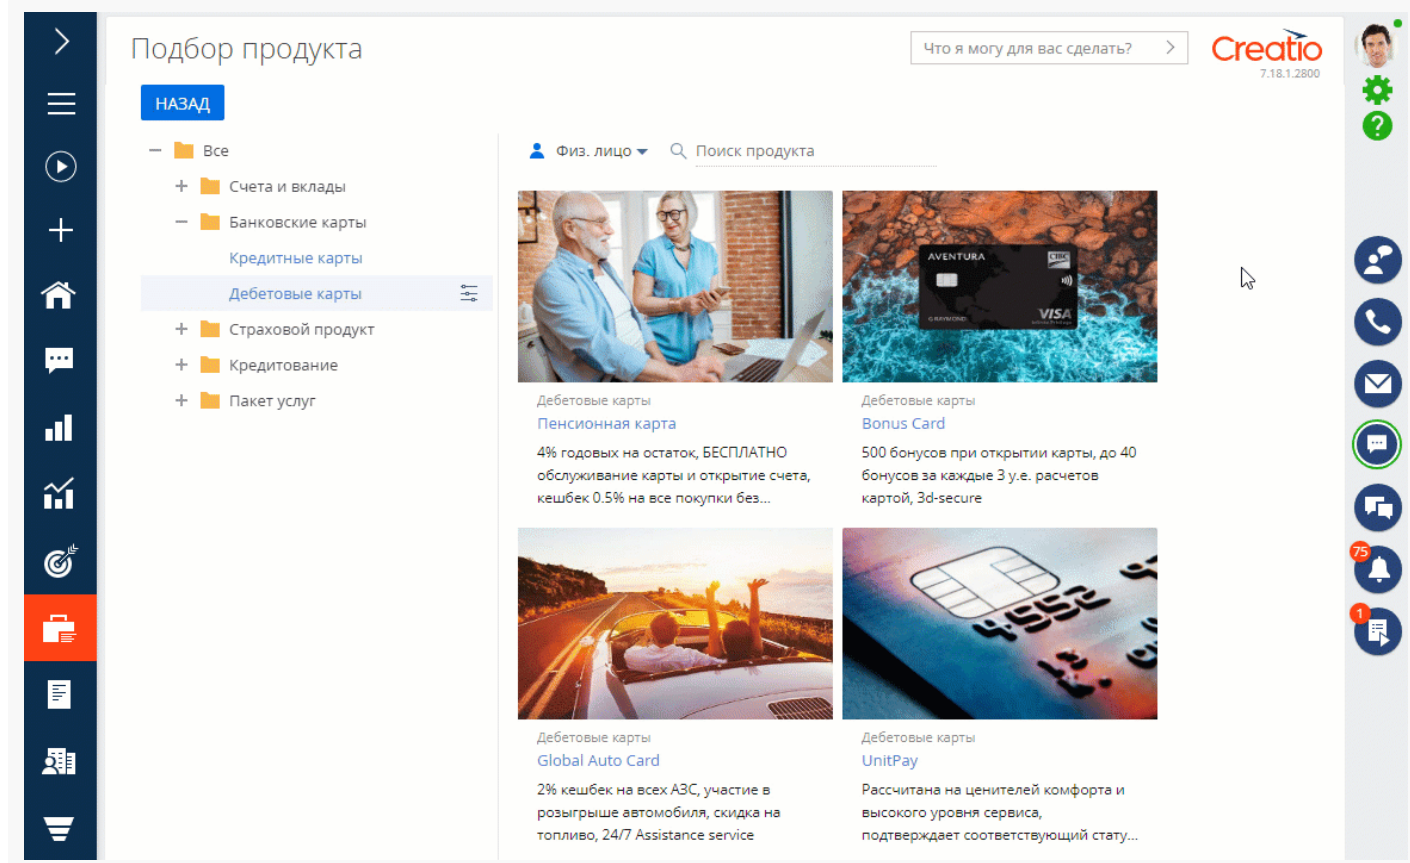 Подбор продукта
Что я могу для вас сделать?
Creatio
7.18.1.2800
НАЗАД
Все
Счета и вклады
Банковские карты
Кредитные карты
Дебетовые карты
Страховой продукт
Кредитование
Пакет услуг
Физ. лицо
Поиск продукта
Дебетовые карты
Пенсионная карта
4% годовых на остаток, БЕСПЛАТНО
обслуживание карты и открытие счета,
кешбек 0.5% на все покупки без...
AVENTURA
CIBC
VISA
Дебетовые карты
Bonus Card
500 бонусов при открытии карты, до 40
бонусов за каждые 3 у.е. расчетов
картой, 3d-secure
Дебетовые карты
Global Auto Card
2% кешбек на всех АЗС, участие в
розыгрыше автомобиля, скидка на
топливо, 24/7 Assistance service
4552
Дебетовые карты
UnitPay
Рассчитана на ценителей комфорта и
высокого уровня сервиса,
подтверждает соответствующий стату...
75
1